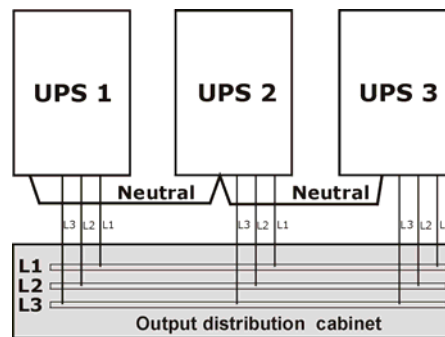 UPS 1 UPS 2 UPS 3
Neutral Neutral
L3 L2 L1 L3 L2 L1 L3 L2 L
L1
L2
L3
Output distribution cabinet